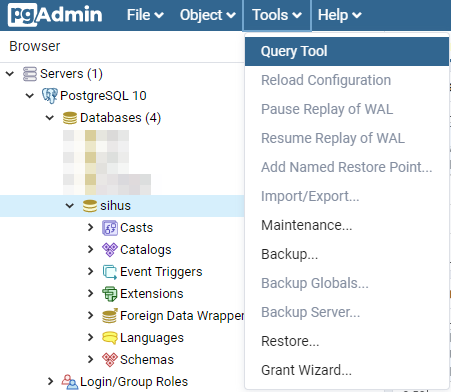 pgAdmin File Object Tools Help
Browser
Servers (1)
PostgreSQL 10
Databases (4)
sihus
Casts
Catalogs
Event Triggers
Extensions
Foreign Data Wrapper
Languages
Schemas
Login/Group Roles
Query Tool
Reload Configuration
Pause Replay of WAL
Resume Replay of WAL
Add Named Restore Point...
Import/Export...
Maintenance...
Backup...
Backup Globals...
Backup Server...
Restore...
Grant Wizard...